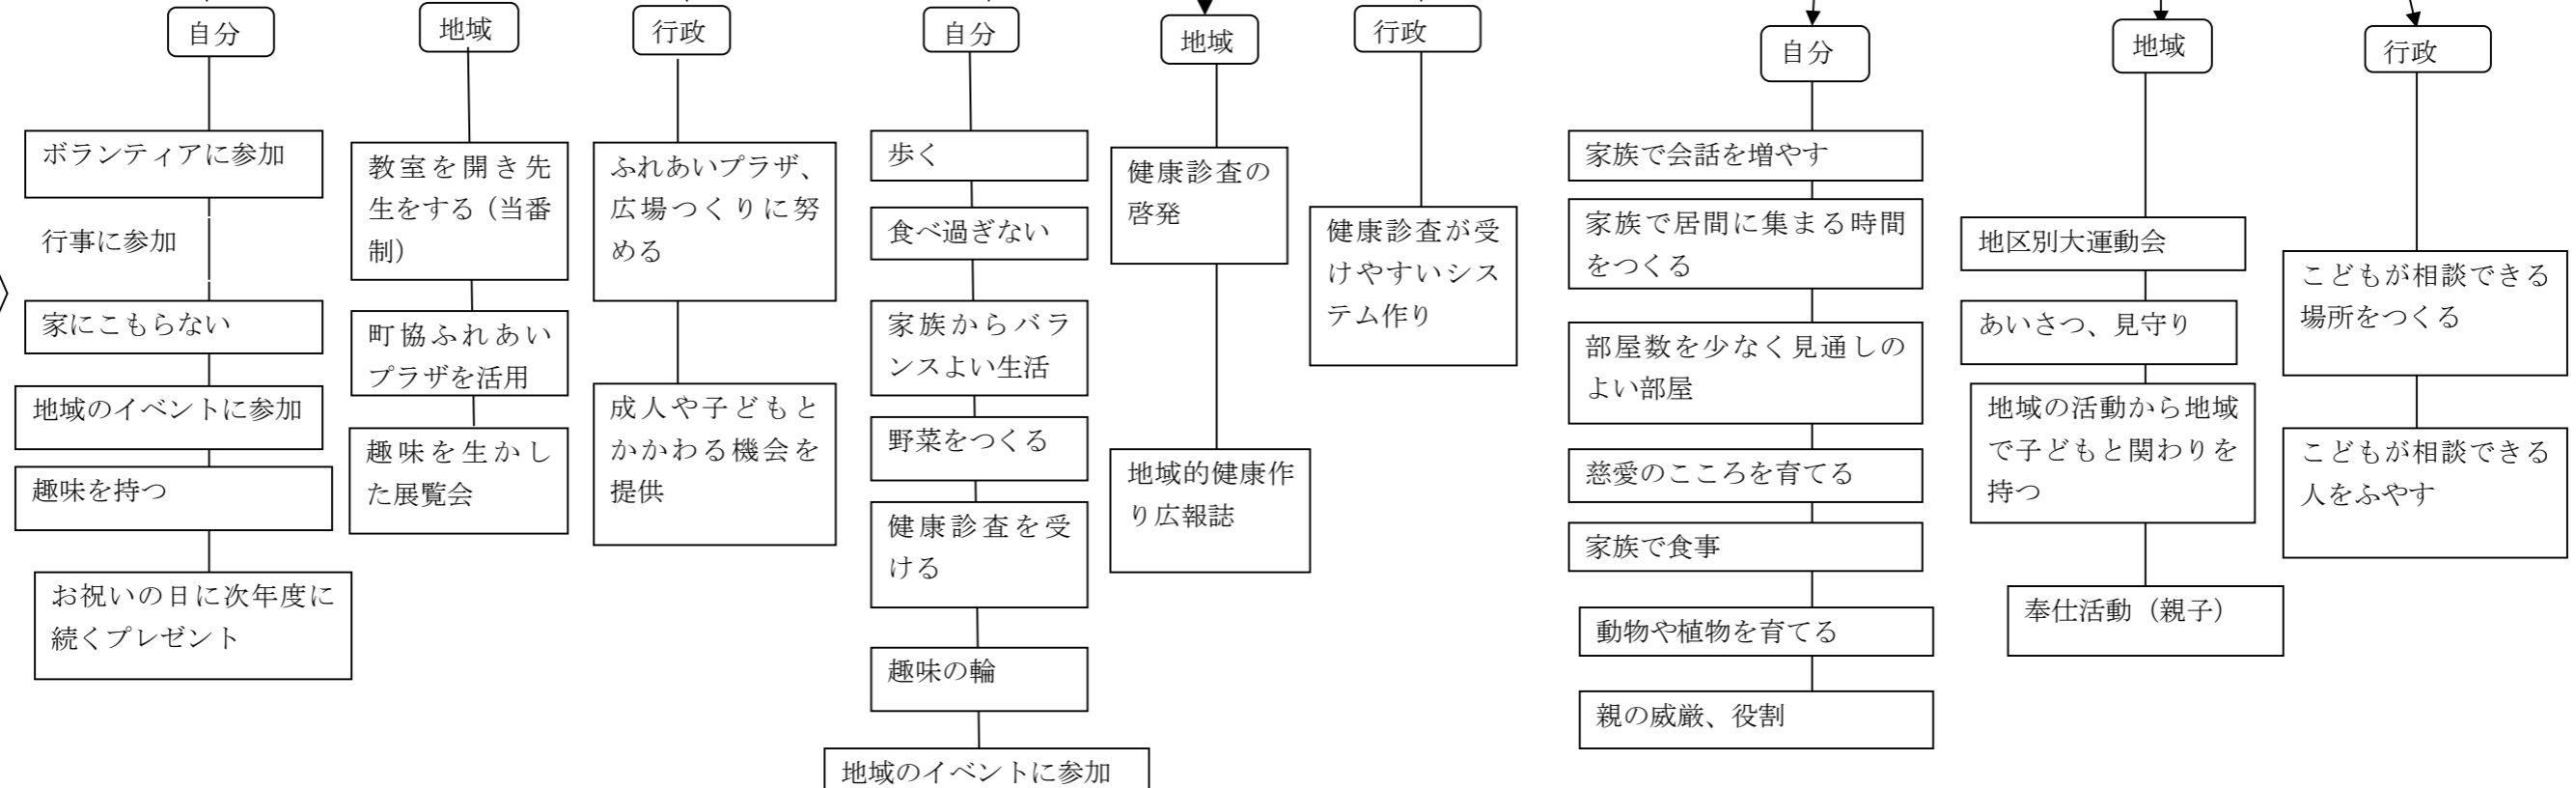 自分
ボランティアに参加
行事に参加
家にこもらない
地域のイベントに参加
趣味を持つ
お祝いの日に次年度に
続くプレゼント
地域
教室を開き先
生をする（当番
制）
町協ふれあい
プラザを活用
趣味を生かし
た展覧会
行政
ふれあいプラザ、
広場つくりに努
める
成人や子どもと
かかわる機会を
提供
自分
歩く
食べ過ぎない
家族からバラ
ンスよい生活
野菜をつくる
健康診査を受
ける
趣味の輪
地域のイベントに参加
地域
健康診査の
啓発
地域的健康作
り広報誌
行政
健康診査が受
けやすいシス
テム作り
自分
家族で会話を増やす
家族で居間に集まる時間
をつくる
部屋数を少なく見通しの
よい部屋
慈愛のこころを育てる
家族で食事
動物や植物を育てる
親の威厳、役割
地域
地区別大運動会
あいさつ、見守り
地域の活動から地域
で子どもと関わりを
持つ
奉仕活動（親子）
行政
こどもが相談できる
場所をつくる
こどもが相談できる
人をふやす